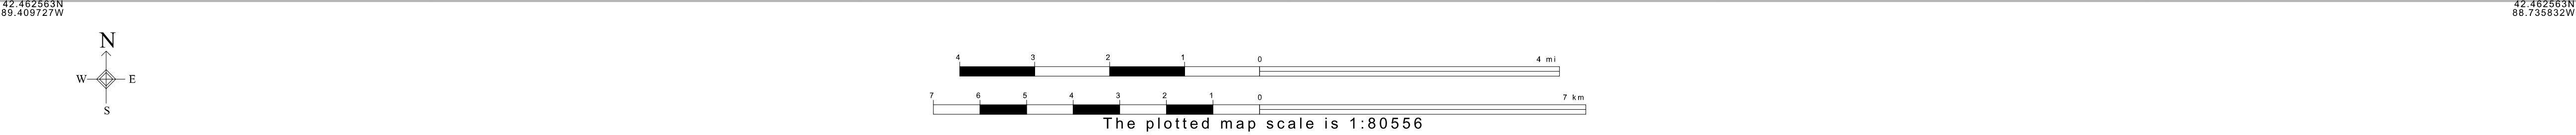 42.462563N
89.409727W
42.462563N
88.735832W
N
W E
S
4 3 2 1 0 4 mi
7 6 5 4 3 2 1 0 7 km
The plotted map scale is 1:80556